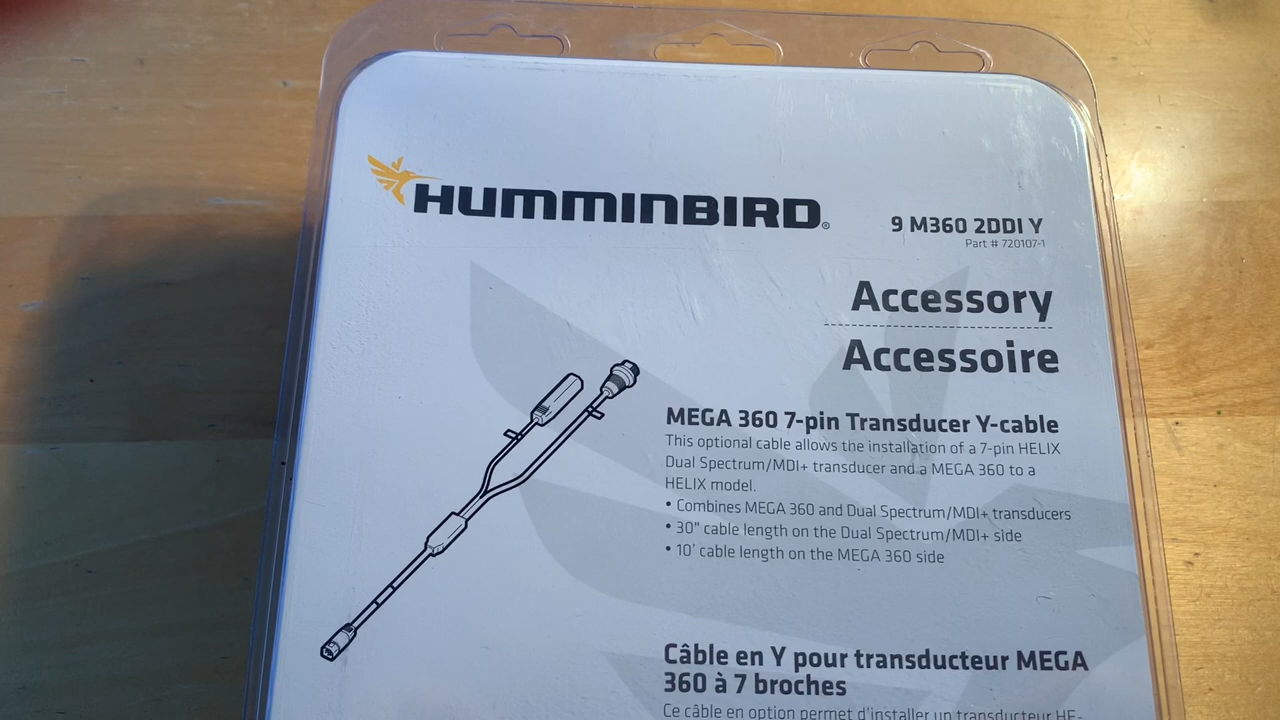 HUMMINBIRD®
9 M360 2DDI Y
Part # 720107-1
Accessory
Accessoire
MEGA 360 7-pin Transducer Y-cable
This optional cable allows the installation of a 7-pin HELIX
Dual Spectrum/MDI+ transducer and a MEGA 360 to a
HELIX model.
• Combines MEGA 360 and Dual Spectrum/MDI+ transducers
• 30" cable length on the Dual Spectrum/MDI+ side
• 10' cable length on the MEGA 360 side
Câble en Y pour transducteur MEGA
360 à 7 broches
Ce câble en option permet d'installer un transducteur HE-